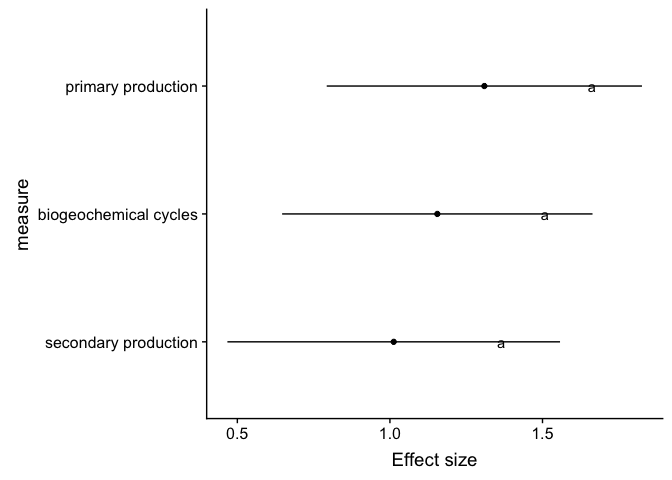 primary production
a
measure
biogeochemical cycles
a
secondary production
a
0.5
1.0
1.5
Effect size